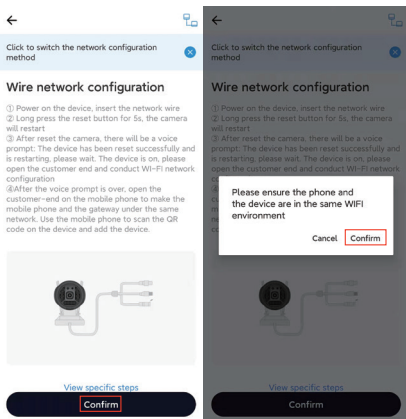 Click to switch the network configuration
method
Wire network configuration
① Power on the device, insert the network wire
② Long press the reset button for 5s, the camera
will restart
③ After reset the camera, there will be a voice
prompt: The device has been reset successfully and
is restarting, please wait. The device is on, please
open the customer end and conduct WI-FI network
configuration
④After the voice prompt is over, open the
customer-end on the mobile phone to make the
mobile phone and the gateway under the same
network. Use the mobile phone to scan the QR
code on the device and add the device.
View specific steps
Confirm
Click to switch the network configuration
method
Wire network configuration
① Power on the device, insert the network wire
② Long press the reset button for 5s, the camera
will restart
③ After reset the camera, there will be a voice
prompt: The device has been reset successfully and
is restarting, please wait. The device is on, please
open the customer end and conduct WI-FI network
Please ensure the phone and
the device are in the same WIFI
environment
Cancel Confirm
View specific steps
Confirm